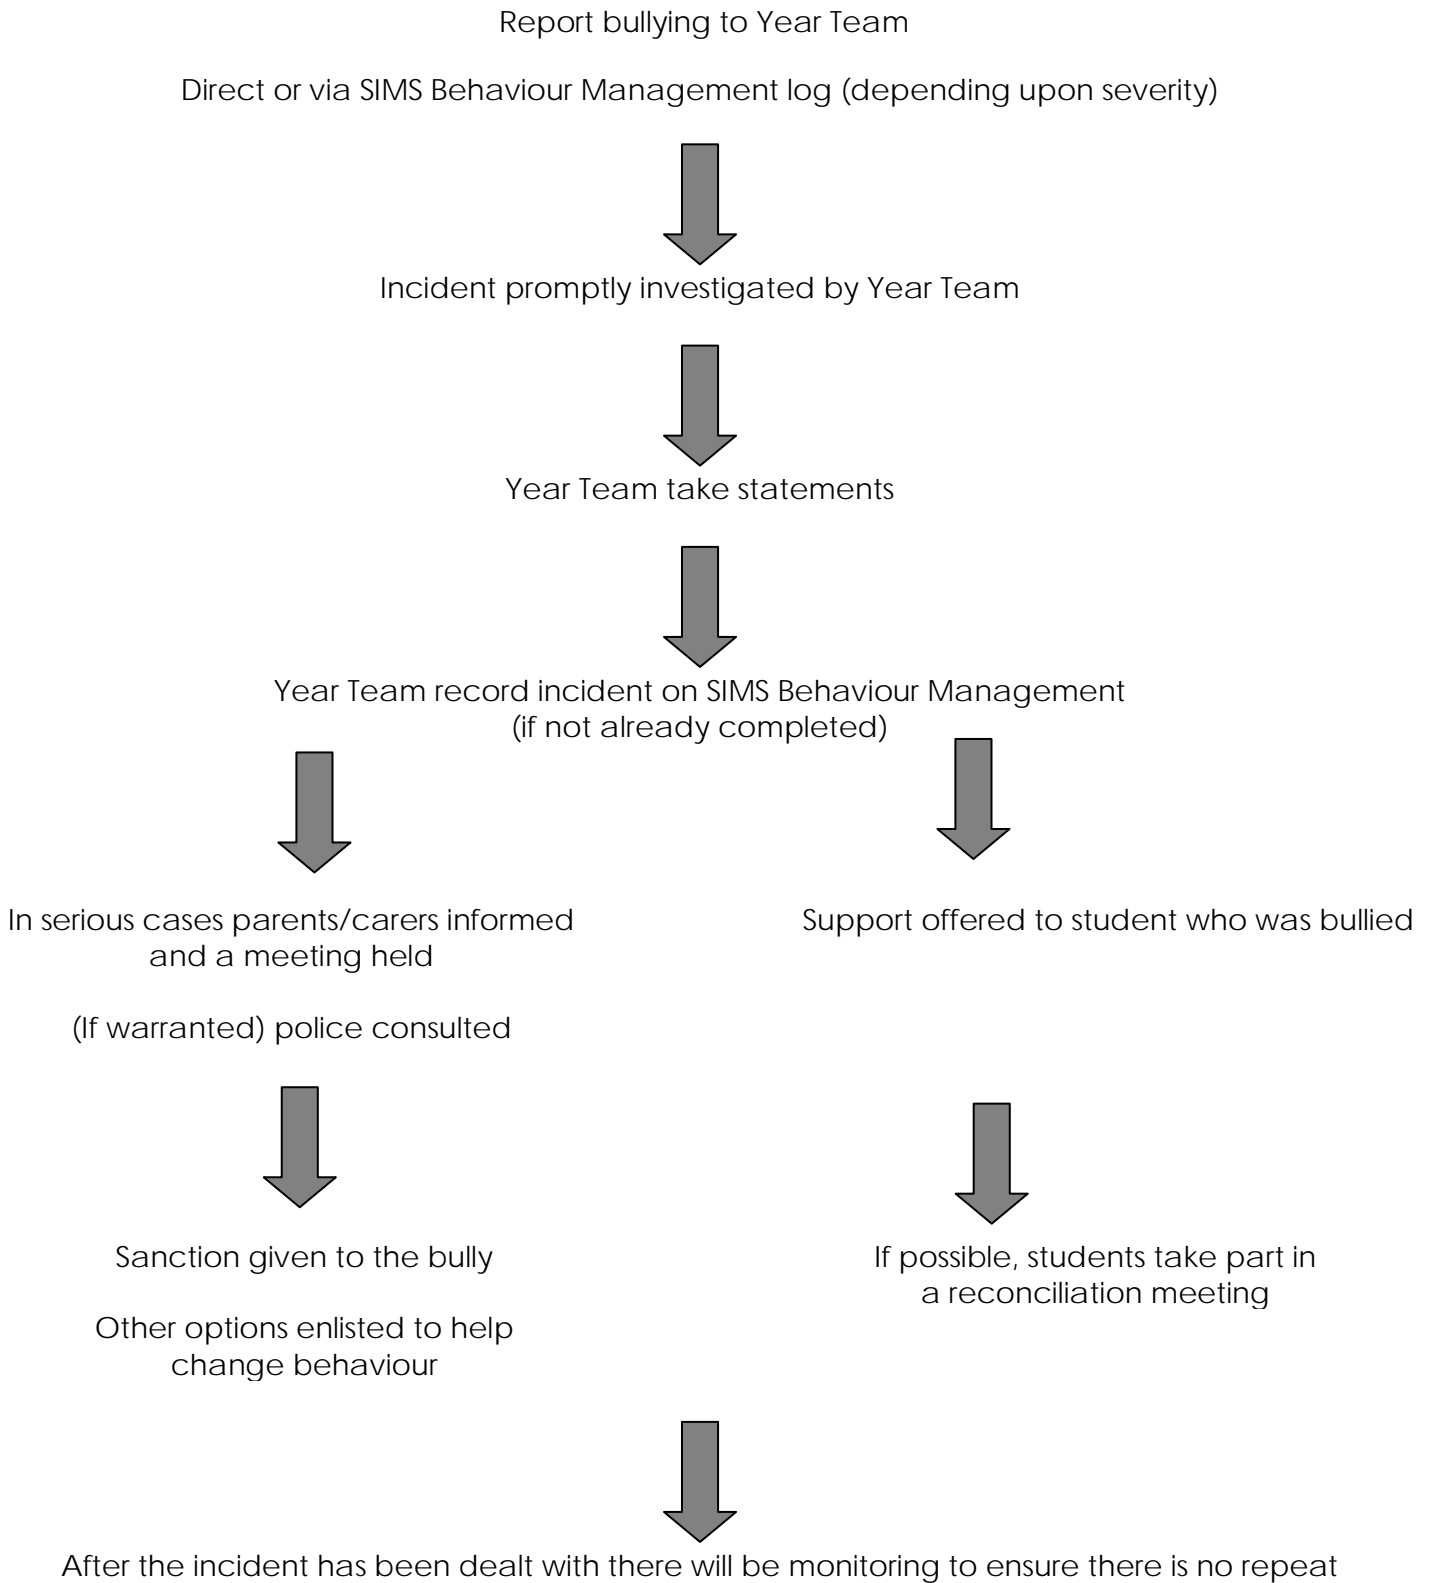 Report bullying to Year Team
Direct or via SIMS Behaviour Management log (depending upon severity)
Incident promptly investigated by Year Team
Year Team take statements
Year Team record incident on SIMS Behaviour Management
(if not already completed)
In serious cases parents/carers informed
and a meeting held
(If warranted) police consulted
Support offered to student who was bullied
Sanction given to the bully
Other options enlisted to help
change behaviour
If possible, students take part in
a reconciliation meeting
After the incident has been dealt with there will be monitoring to ensure there is no repeat